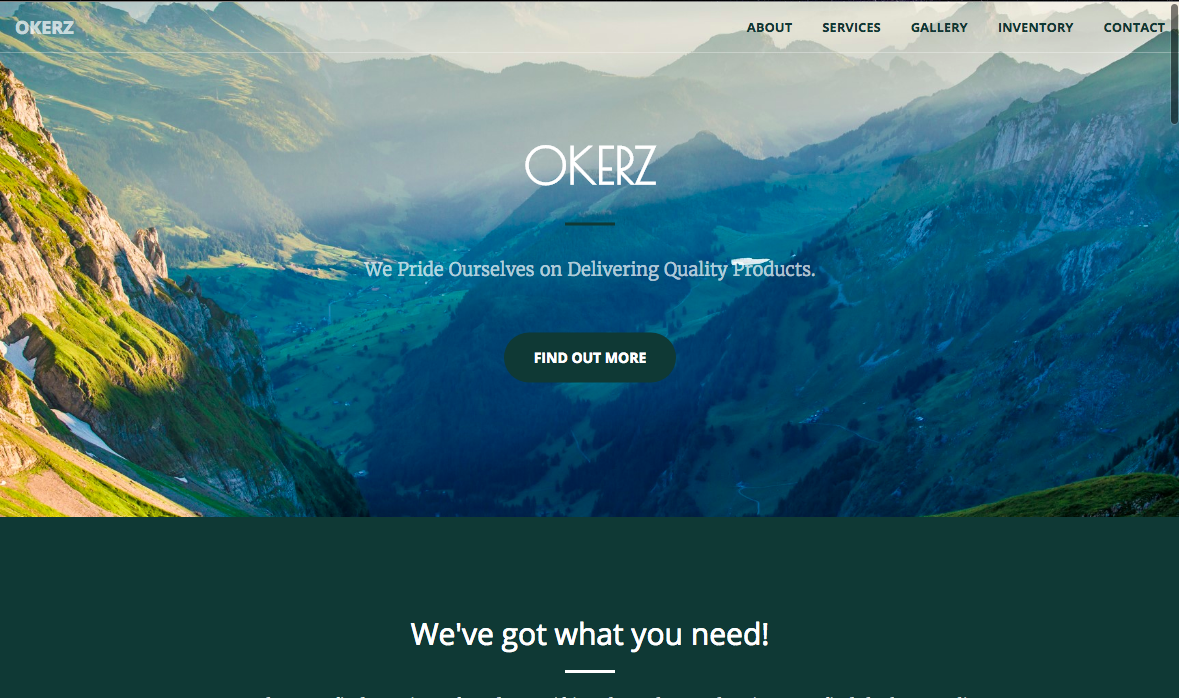 OKERZ
ABOUT SERVICES GALLERY INVENTORY CONTACT
OKERZ
We Pride Ourselves on Delivering Quality Products.
FIND OUT MORE
We've got what you need!